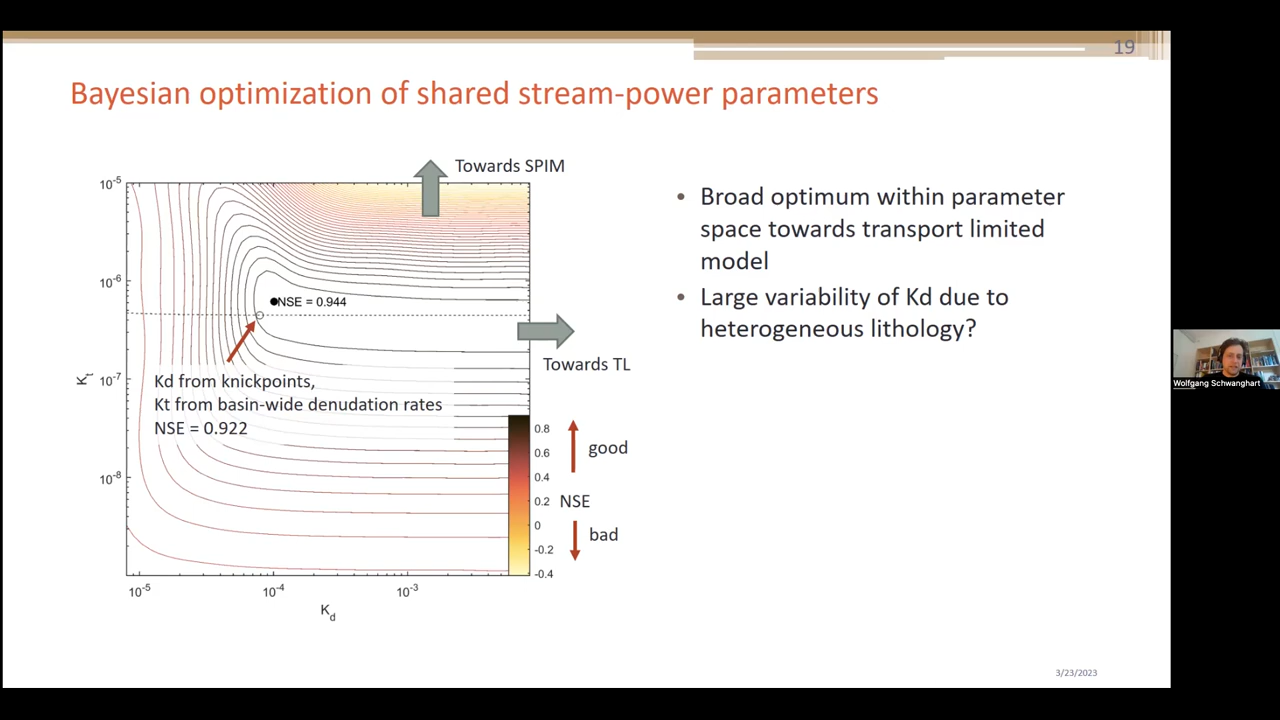 19
Bayesian optimization of shared stream-power parameters
Towards SPIM
10-5
10-6
10-7
10-8
Kt
NSE = 0.944
Kd from knickpoints,
Kt from basin-wide denudation rates
NSE = 0.922
Towards TL
0.8
0.6
0.4
0.2
0
-0.2
-0.4
good
NSE
bad
10-5
10-4
10-3
Kd
• Broad optimum within parameter
space towards transport limited
model
• Large variability of Kd due to
heterogeneous lithology?
3/23/2023
Wolfgang Schwanghart